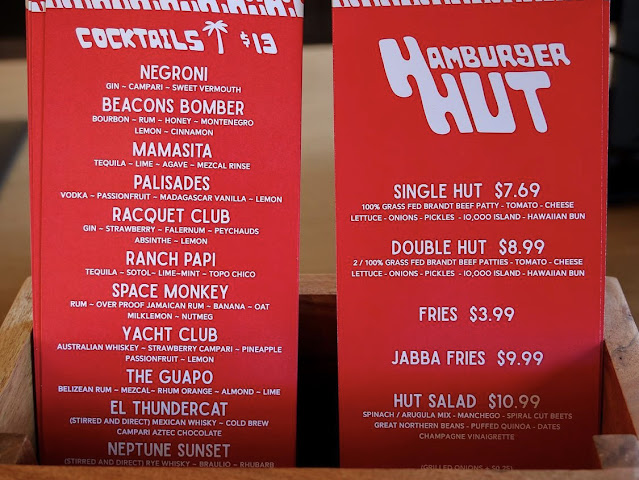 COCKTAILS $13
NEGRONI
GIN ~ CAMPARI ~ SWEET VERMOUTH
BEACONS BOMBER
BOURBON ~ RUM ~ HONEY ~ MONTENEGRO
LEMON ~ CINNAMON
MAMASITA
TEQUILA ~ LIME ~ AGAVE ~ MEZCAL RINSE
PALISADES
VODKA ~ PASSIONFRUIT ~ MADAGASCAR VANILLA ~ LEMON
RACQUET CLUB
GIN ~ STRAWBERRY ~ FALERNUM ~ PEYCHAUDS
ABSINTHE ~ LEMON
RANCH PAPI
TEQUILA ~ SOTOL~ LIME~MINT ~ TOPO CHICO
SPACE MONKEY
RUM ~ OVER PROOF JAMAICAN RUM ~ BANANA ~ OAT
MILKLEMON ~ NUTMEG
YACHT CLUB
AUSTRALIAN WHISKEY ~ STRAWBERRY CAMPARI ~ PINEAPPLE
PASSIONFRUIT ~ LEMON
THE GUAPO
BELIZEAN RUM ~ MEZCAL~ RHUM ORANGE ~ ALMOND ~ LIME
EL THUNDERCAT
(STIRRED AND DIRECT) MEXICAN WHISKY ~ COLD BREW
CAMPARI AZTEC CHOCOLATE
NEPTUNE SUNSET
(STIRRED AND DIRECT) RYE WHISKY ~ BRAULIO ~ RHUBARB
HAMBURGER
HUT
SINGLE HUT $7.69
100% GRASS FED BRANDT BEEF PATTY - TOMATO - CHEESE
LETTUCE - ONIONS - PICKLES - 10,000 ISLAND - HAWAIIAN BUN
DOUBLE HUT $8.99
2 / 100% GRASS FED BRANDT BEEF PATTIES - TOMATO - CHEESE
LETTUCE - ONIONS - PICKLES - 10,000 ISLAND - HAWAIIAN BUN
FRIES $3.99
JABBA FRIES $9.99
HUT SALAD $10.99
SPINACH / ARUGULA MIX - MANCHEGO - SPIRAL CUT BEETS
GREAT NORTHERN BEANS - PUFFED QUINOA - DATES
CHAMPAGNE VINAIGRETTE
(GRILLED ONIONS + $0.75)